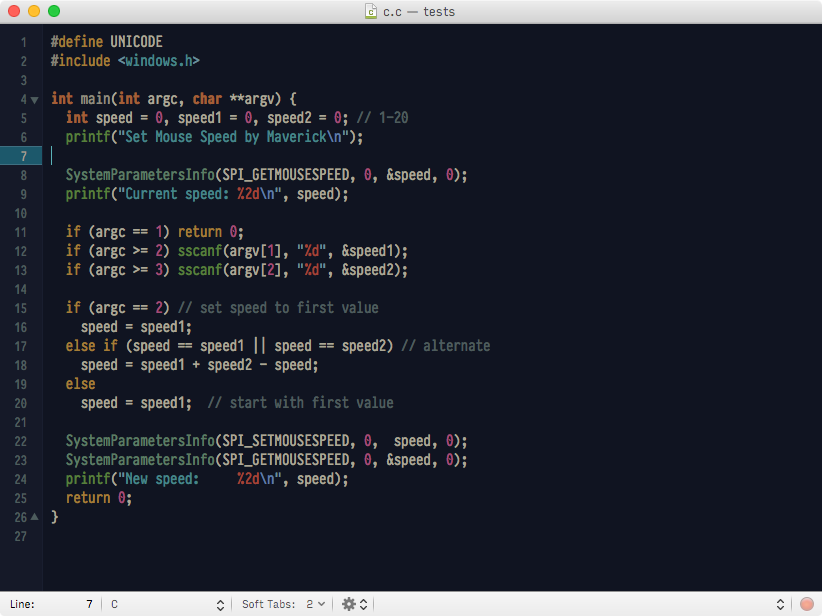 c.c — tests
1 #define UNICODE
2 #include <windows.h>
3
4 int main(int argc, char **argv) {
5   int speed = 0, speed1 = 0, speed2 = 0; // 1-20
6   printf("Set Mouse Speed by Maverick\n");
7
8   SystemParametersInfo(SPI_GETMOUSESPEED, 0, &speed, 0);
9   printf("Current speed: %2d\n", speed);
10
11   if (argc == 1) return 0;
12   if (argc >= 2) sscanf(argv[1], "%d", &speed1);
13   if (argc >= 3) sscanf(argv[2], "%d", &speed2);
14
15   if (argc == 2) // set speed to first value
16     speed = speed1;
17   else if (speed == speed1 || speed == speed2) // alternate
18     speed = speed1 + speed2 - speed;
19   else
20     speed = speed1;  // start with first value
21
22   SystemParametersInfo(SPI_SETMOUSESPEED, 0,  speed, 0);
23   SystemParametersInfo(SPI_GETMOUSESPEED, 0, &speed, 0);
24   printf("New speed:     %2d\n", speed);
25   return 0;
26 }
27
Line: 7 C Soft Tabs: 2